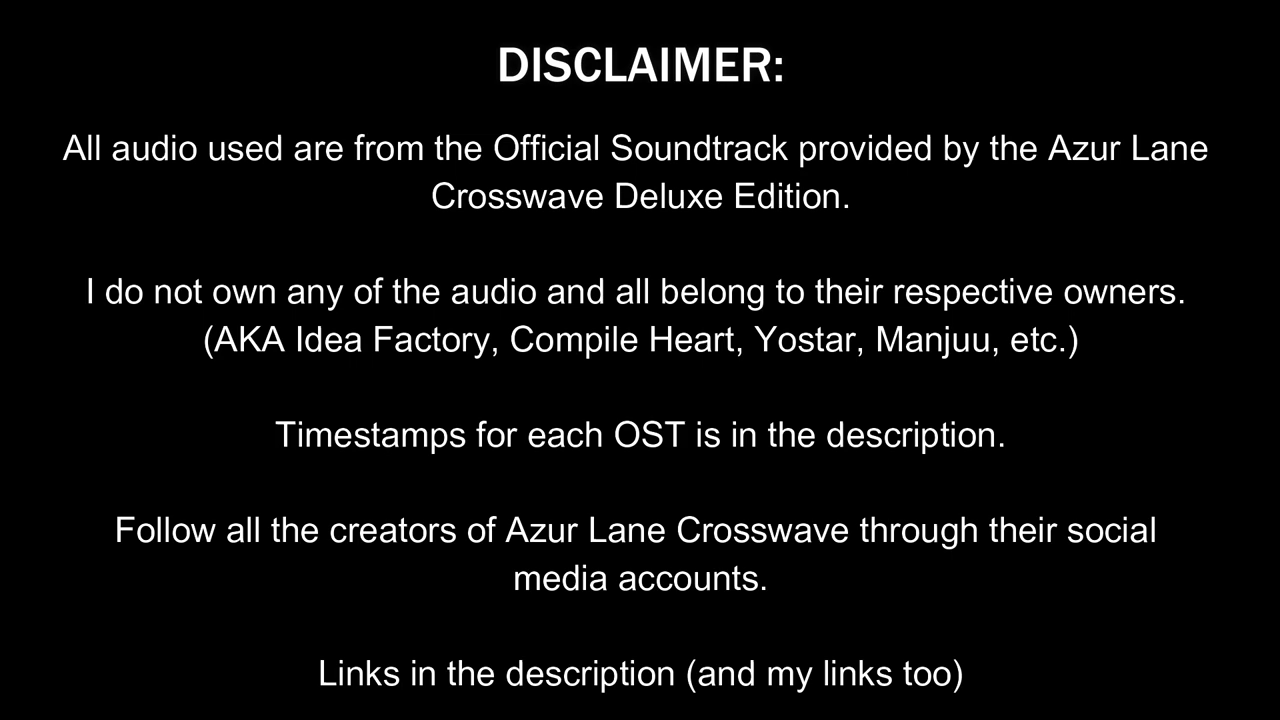 DISCLAIMER:
All audio used are from the Official Soundtrack provided by the Azur Lane
Crosswave Deluxe Edition.
I do not own any of the audio and all belong to their respective owners.
(AKA Idea Factory, Compile Heart, Yostar, Manjuu, etc.)
Timestamps for each OST is in the description.
Follow all the creators of Azur Lane Crosswave through their social
media accounts.
Links in the description (and my links too)